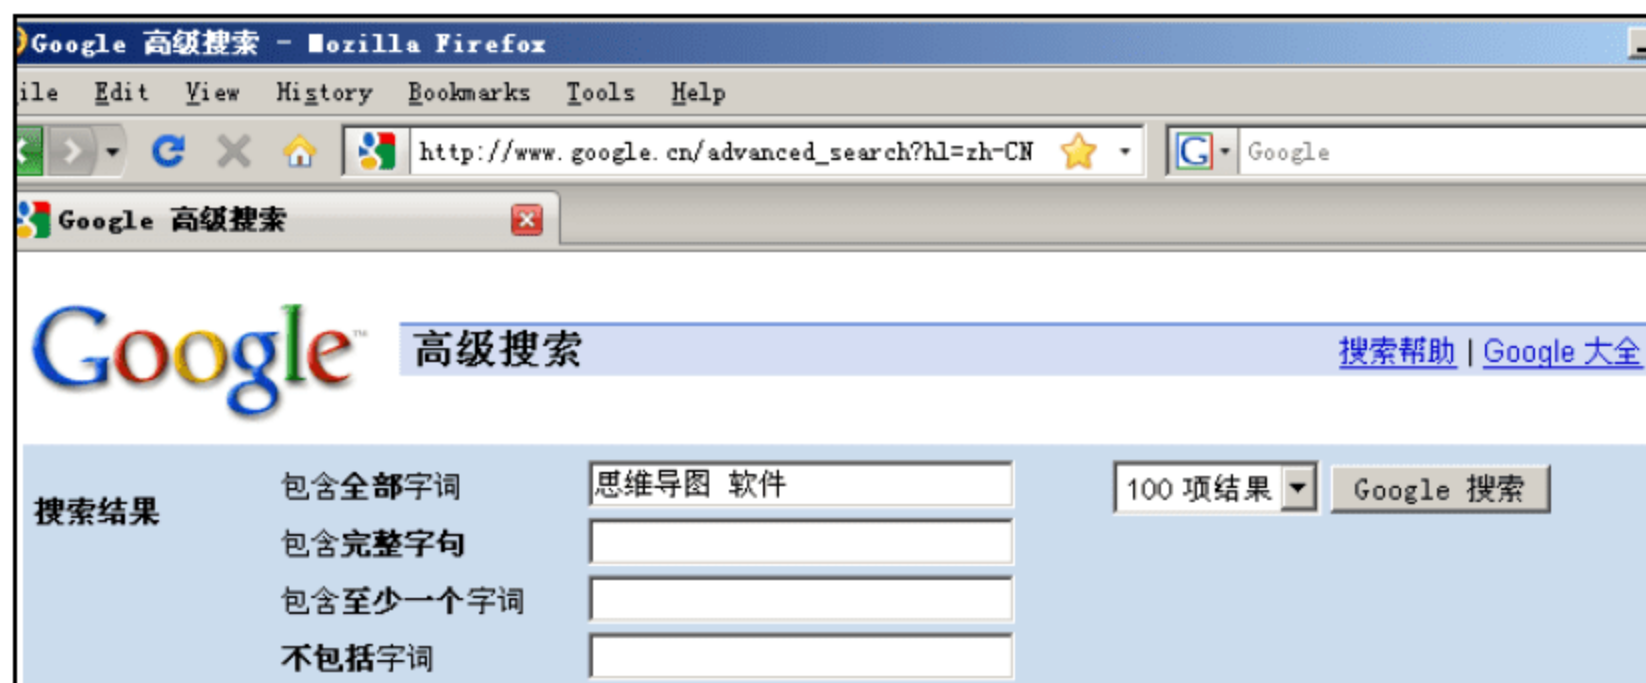 Google 高级搜索 - Mozilla Firefox
ile Edit View History Bookmarks Tools Help
http://www.google.cn/advanced_search?hl=zh-CN Google
Google 高级搜索
Google™ 高级搜索 搜索帮助 | Google 大全
搜索结果 包含全部字词 思维导图 软件 100 项结果 Google 搜索
包含完整字句
包含至少一个字词
不包括字词